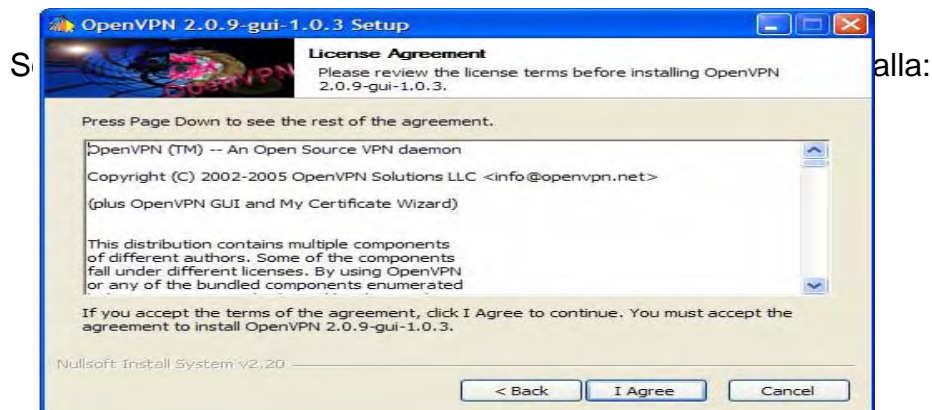 OpenVPN 2.0.9-gui-1.0.3 Setup
License Agreement
Please review the license terms before installing OpenVPN
2.0.9-gui-1.0.3.
alla:
OpenVPN
Press Page Down to see the rest of the agreement.
OpenVPN (TM) -- An Open Source VPN daemon
Copyright (C) 2002-2005 OpenVPN Solutions LLC <info@openvpn.net>
(plus OpenVPN GUI and My Certificate Wizard)
This distribution contains multiple components
of different authors. Some of the components
fall under different licenses. By using OpenVPN
or any of the bundled components enumerated
If you accept the terms of the agreement, click I Agree to continue. You must accept the
agreement to install OpenVPN 2.0.9-gui-1.0.3.
Nullsoft Install System v2.20
< Back I Agree Cancel